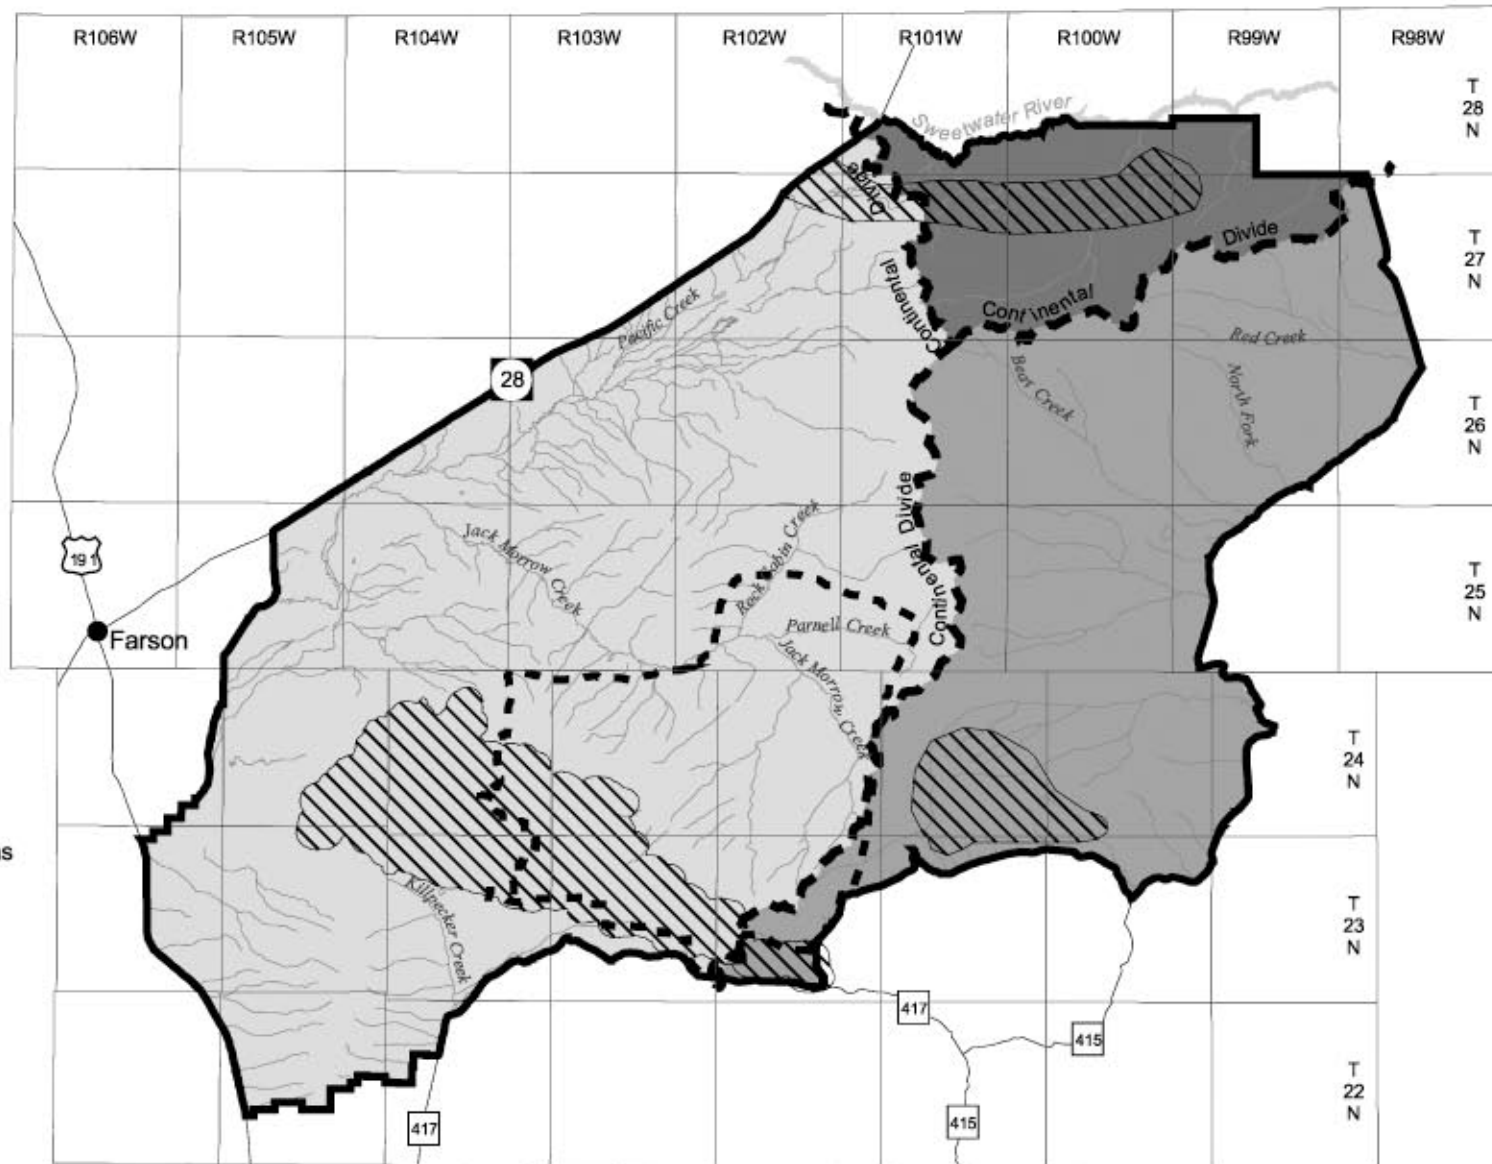 R106W R105W R104W R103W R102W R101W R100W R99W R98W
T
28
N
Sweetwater River
Divide
Divide
T
27
N
Continental
Continental
Pacific Creek
Red Creek
28
Bear Creek
North Fork
T
26
N
Continental Divide
Rock Cabin Creek
Jack Morrow Creek
191
T
25
N
Continental
Farson
Parnell Creek
Jack Morrow Creek
T
24
N
s
Killpecker Creek
T
23
N
417
415
T
22
N
417
415